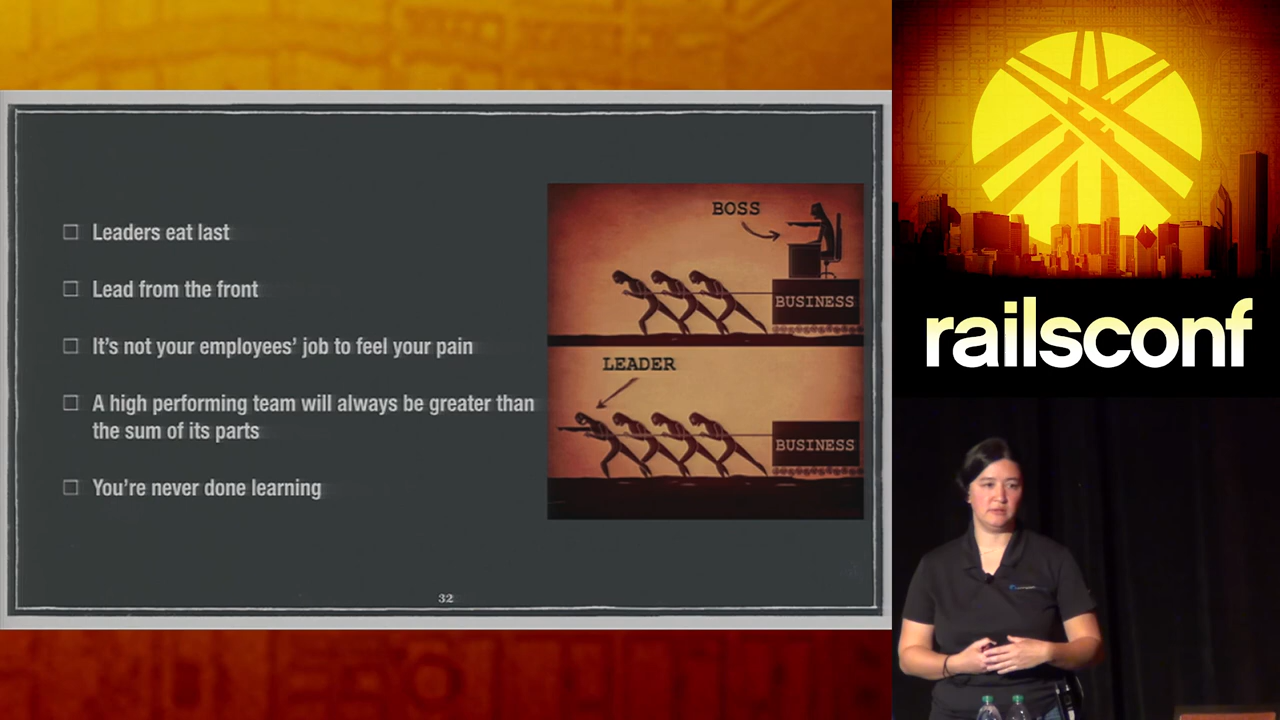 Leaders eat last
Lead from the front
It's not your employees' job to feel your pain
A high performing team will always be greater than
the sum of its parts
You're never done learning
32
BOSS
BUSINESS
LEADER
BUSINESS
railsconf